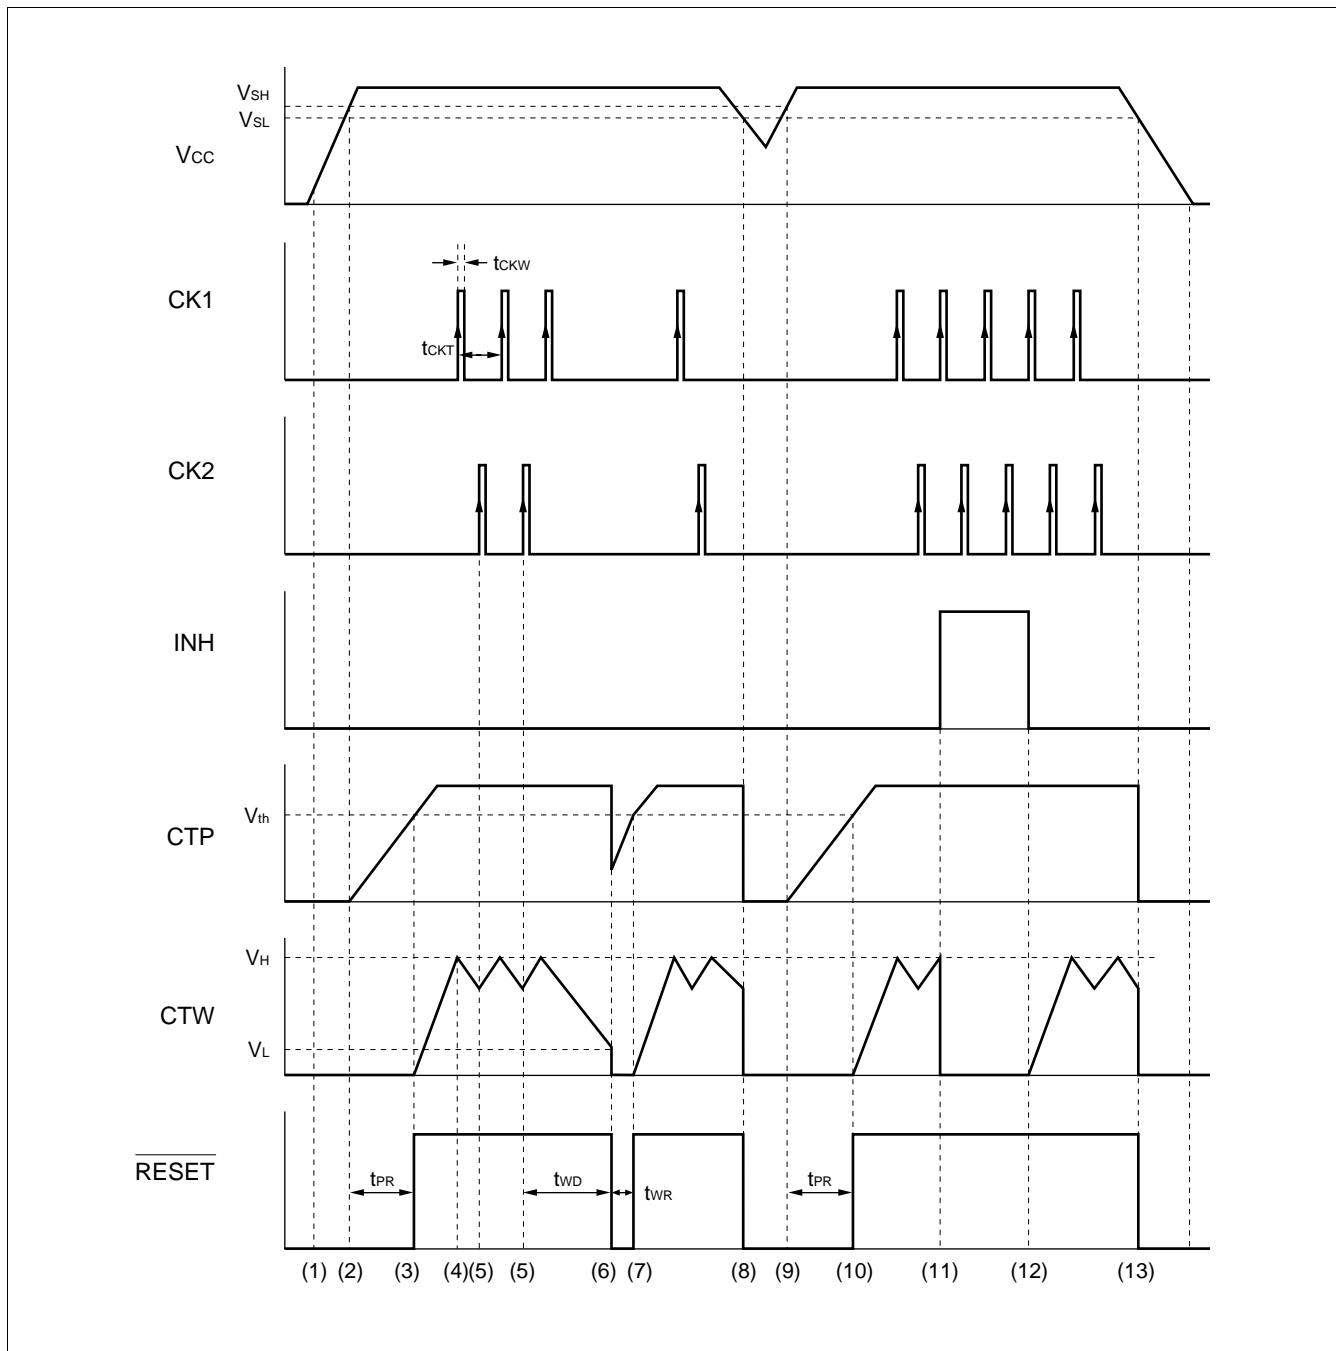 VSH
VSL
VCC
tCKW
CK1
tCKT
CK2
INH
Vth
CTP
VH
CTW
VL
RESET
tPR tWD tWR tPR
(1) (2) (3) (4) (5) (5) (6) (7) (8) (9) (10) (11) (12) (13)